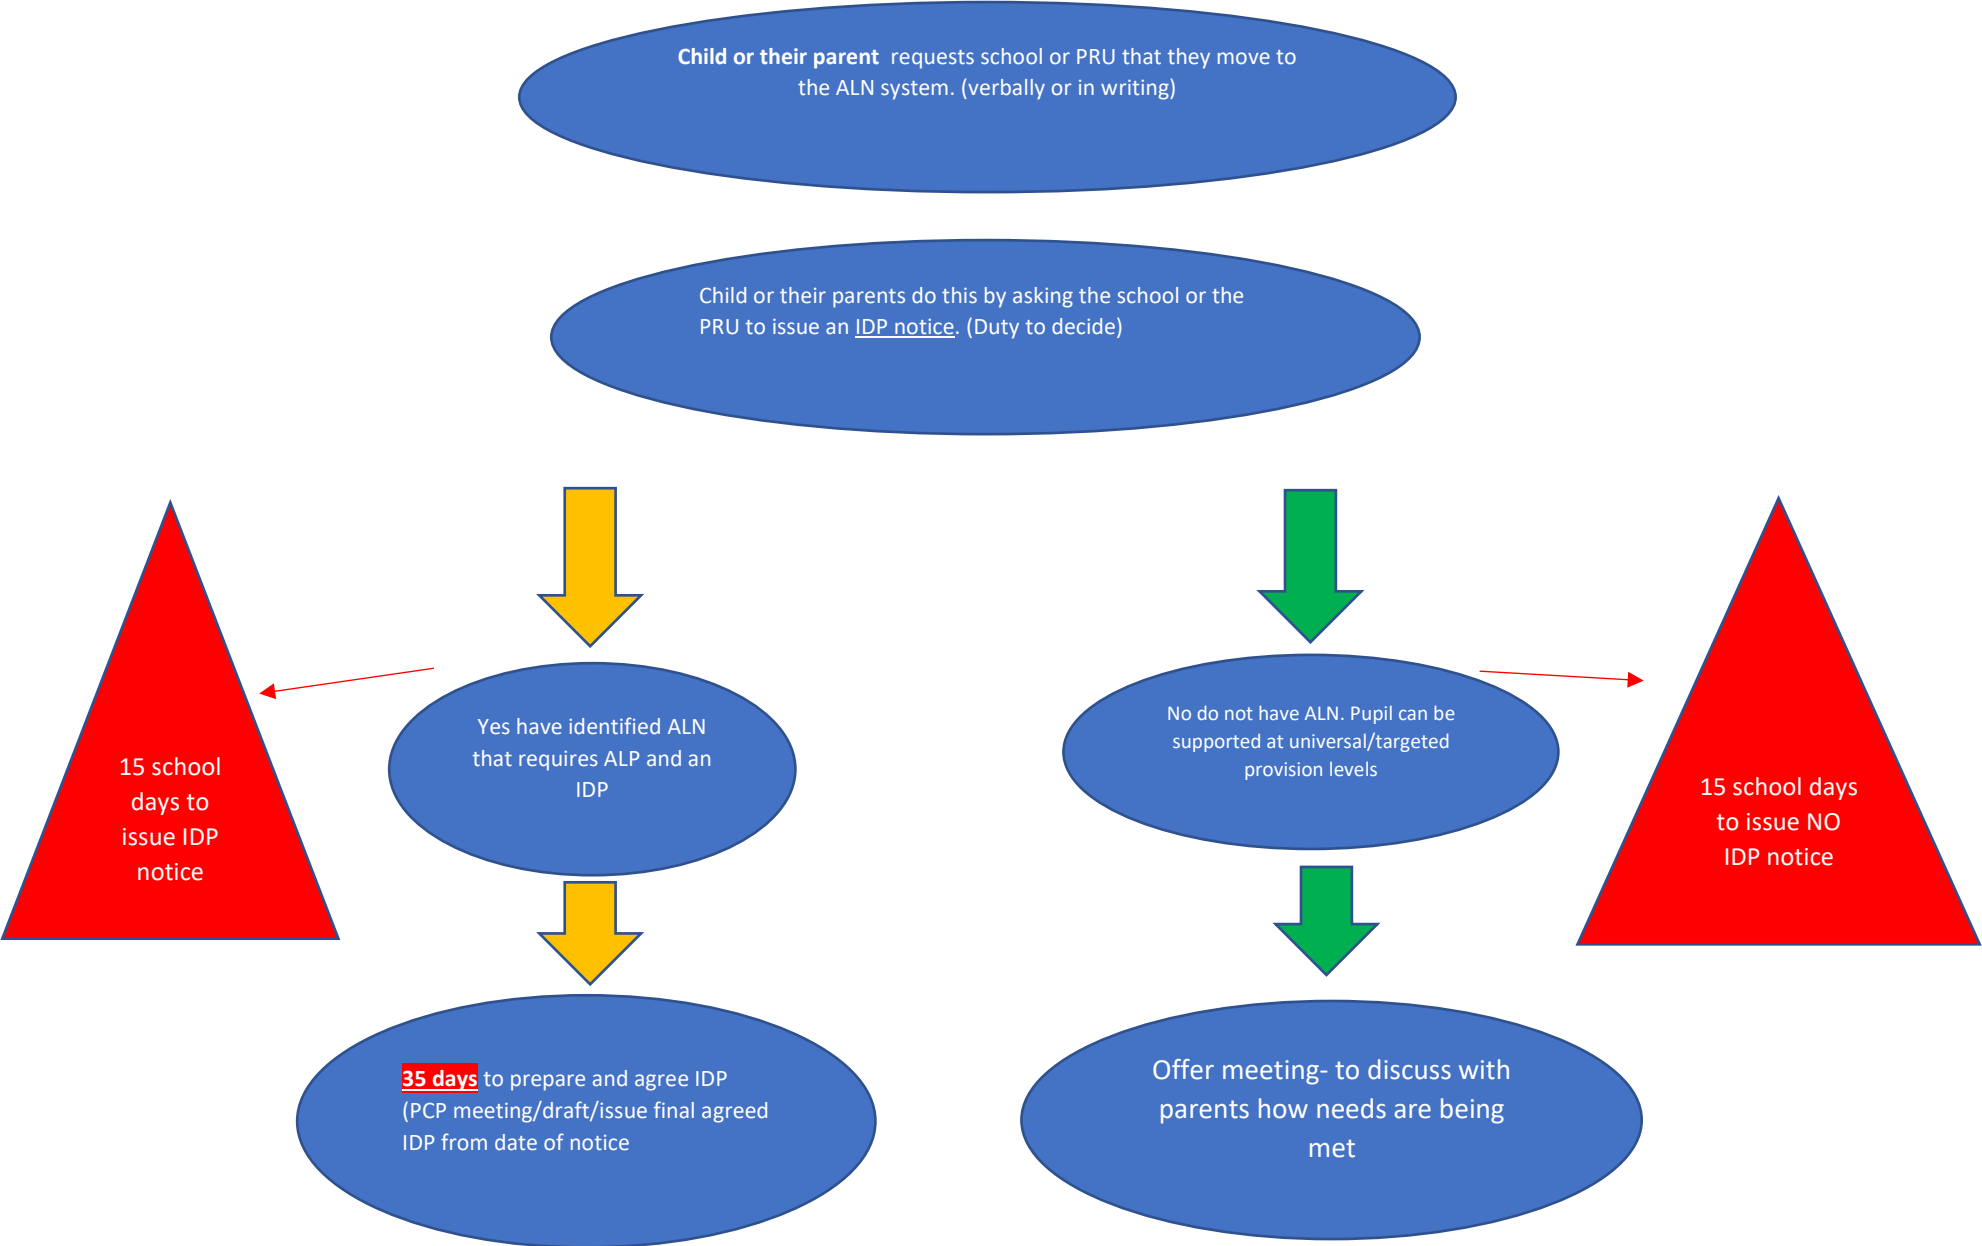 Child or their parent  requests school or PRU that they move to
the ALN system. (verbally or in writing)
Child or their parents do this by asking the school or the
PRU to issue an IDP notice. (Duty to decide)
15 school
days to
issue IDP
notice
Yes have identified ALN
that requires ALP and an
IDP
No do not have ALN. Pupil can be
supported at universal/targeted
provision levels
15 school days
to issue NO
IDP notice
35 days to prepare and agree IDP
(PCP meeting/draft/issue final agreed
IDP from date of notice
Offer meeting- to discuss with
parents how needs are being
met